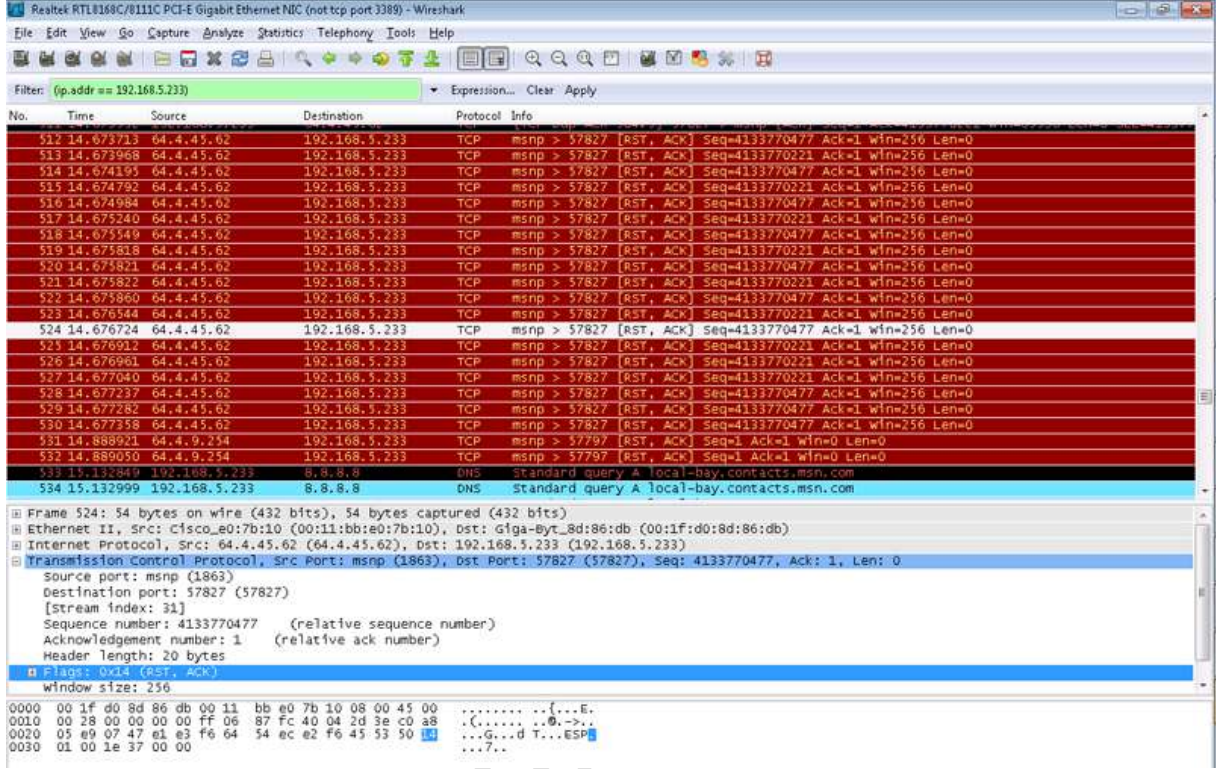 Realtek RTL8168C/8111C PCI-E Gigabit Ethernet NIC (not tcp port 3389) - Wireshark
File Edit View Go Capture Analyze Statistics Telephony Tools Help
Filter: (ip.addr == 192.168.5.233) Expression... Clear Apply
No. Time Source Destination Protocol Info
512 14.673713 64.4.45.62 192.168.5.233 TCP msnp > 57827 [RST, ACK] Seq=4133770477 Ack=1 Win=256 Len=0
513 14.673968 64.4.45.62 192.168.5.233 TCP msnp > 57827 [RST, ACK] Seq=4133770221 Ack=1 Win=256 Len=0
514 14.674195 64.4.45.62 192.168.5.233 TCP msnp > 57827 [RST, ACK] Seq=4133770477 Ack=1 Win=256 Len=0
515 14.674792 64.4.45.62 192.168.5.233 TCP msnp > 57827 [RST, ACK] Seq=4133770221 Ack=1 Win=256 Len=0
516 14.674984 64.4.45.62 192.168.5.233 TCP msnp > 57827 [RST, ACK] Seq=4133770477 Ack=1 Win=256 Len=0
517 14.675240 64.4.45.62 192.168.5.233 TCP msnp > 57827 [RST, ACK] Seq=4133770221 Ack=1 Win=256 Len=0
518 14.675549 64.4.45.62 192.168.5.233 TCP msnp > 57827 [RST, ACK] Seq=4133770221 Ack=1 Win=256 Len=0
519 14.675818 64.4.45.62 192.168.5.233 TCP msnp > 57827 [RST, ACK] Seq=4133770477 Ack=1 Win=256 Len=0
520 14.675821 64.4.45.62 192.168.5.233 TCP msnp > 57827 [RST, ACK] Seq=4133770477 Ack=1 Win=256 Len=0
521 14.675822 64.4.45.62 192.168.5.233 TCP msnp > 57827 [RST, ACK] Seq=4133770221 Ack=1 Win=256 Len=0
522 14.675860 64.4.45.62 192.168.5.233 TCP msnp > 57827 [RST, ACK] Seq=4133770477 Ack=1 Win=256 Len=0
523 14.676544 64.4.45.62 192.168.5.233 TCP msnp > 57827 [RST, ACK] Seq=4133770221 Ack=1 Win=256 Len=0
524 14.676724 64.4.45.62 192.168.5.233 TCP msnp > 57827 [RST, ACK] Seq=4133770477 Ack=1 Win=256 Len=0
525 14.676912 64.4.45.62 192.168.5.233 TCP msnp > 57827 [RST, ACK] Seq=4133770477 Ack=1 Win=256 Len=0
526 14.676961 64.4.45.62 192.168.5.233 TCP msnp > 57827 [RST, ACK] Seq=4133770221 Ack=1 Win=256 Len=0
527 14.677040 64.4.45.62 192.168.5.233 TCP msnp > 57827 [RST, ACK] Seq=4133770221 Ack=1 Win=256 Len=0
528 14.677237 64.4.45.62 192.168.5.233 TCP msnp > 57827 [RST, ACK] Seq=4133770477 Ack=1 Win=256 Len=0
529 14.677282 64.4.45.62 192.168.5.233 TCP msnp > 57827 [RST, ACK] Seq=4133770477 Ack=1 Win=256 Len=0
530 14.677358 64.4.45.62 192.168.5.233 TCP msnp > 57827 [RST, ACK] Seq=4133770221 Ack=1 Win=256 Len=0
531 14.888921 64.4.9.254 192.168.5.233 TCP msnp > 57797 [RST, ACK] Seq=1 Ack=1 Win=0 Len=0
532 14.889050 64.4.9.254 192.168.5.233 TCP msnp > 57797 [RST, ACK] Seq=1 Ack=1 Win=0 Len=0
533 15.132849 192.168.5.233 8.8.8.8 DNS Standard query A local-bay.contacts.msn.com
534 15.132999 192.168.5.233 8.8.8.8 DNS Standard query A local-bay.contacts.msn.com
Frame 524: 54 bytes on wire (432 bits), 54 bytes captured (432 bits)
Ethernet II, Src: Cisco_e0:7b:10 (00:11:bb:e0:7b:10), Dst: Giga-Byt_8d:86:db (00:1f:d0:8d:86:db)
Internet Protocol, Src: 64.4.45.62 (64.4.45.62), Dst: 192.168.5.233 (192.168.5.233)
Transmission Control Protocol, Src Port: msnp (1863), Dst Port: 57827 (57827), Seq: 4133770477, Ack: 1, Len: 0
Source port: msnp (1863)
Destination port: 57827 (57827)
[Stream index: 31]
Sequence number: 4133770477 (relative sequence number)
Acknowledgement number: 1 (relative ack number)
Header length: 20 bytes
Flags: 0x14 (RST, ACK)
Window size: 256
0000 00 1f d0 8d 86 db 00 11 bb e0 7b 10 08 00 45 00 ........ ..{...E.
0010 00 28 00 00 00 00 ff 06 87 fc 40 04 2d 3e c0 a8 .(...... ..@.->..
0020 05 e9 07 47 e1 e3 f6 64 54 ec e2 f6 45 53 50 14 ...G...d T...ESP.
0030 01 00 1e 37 00 00 ...7..